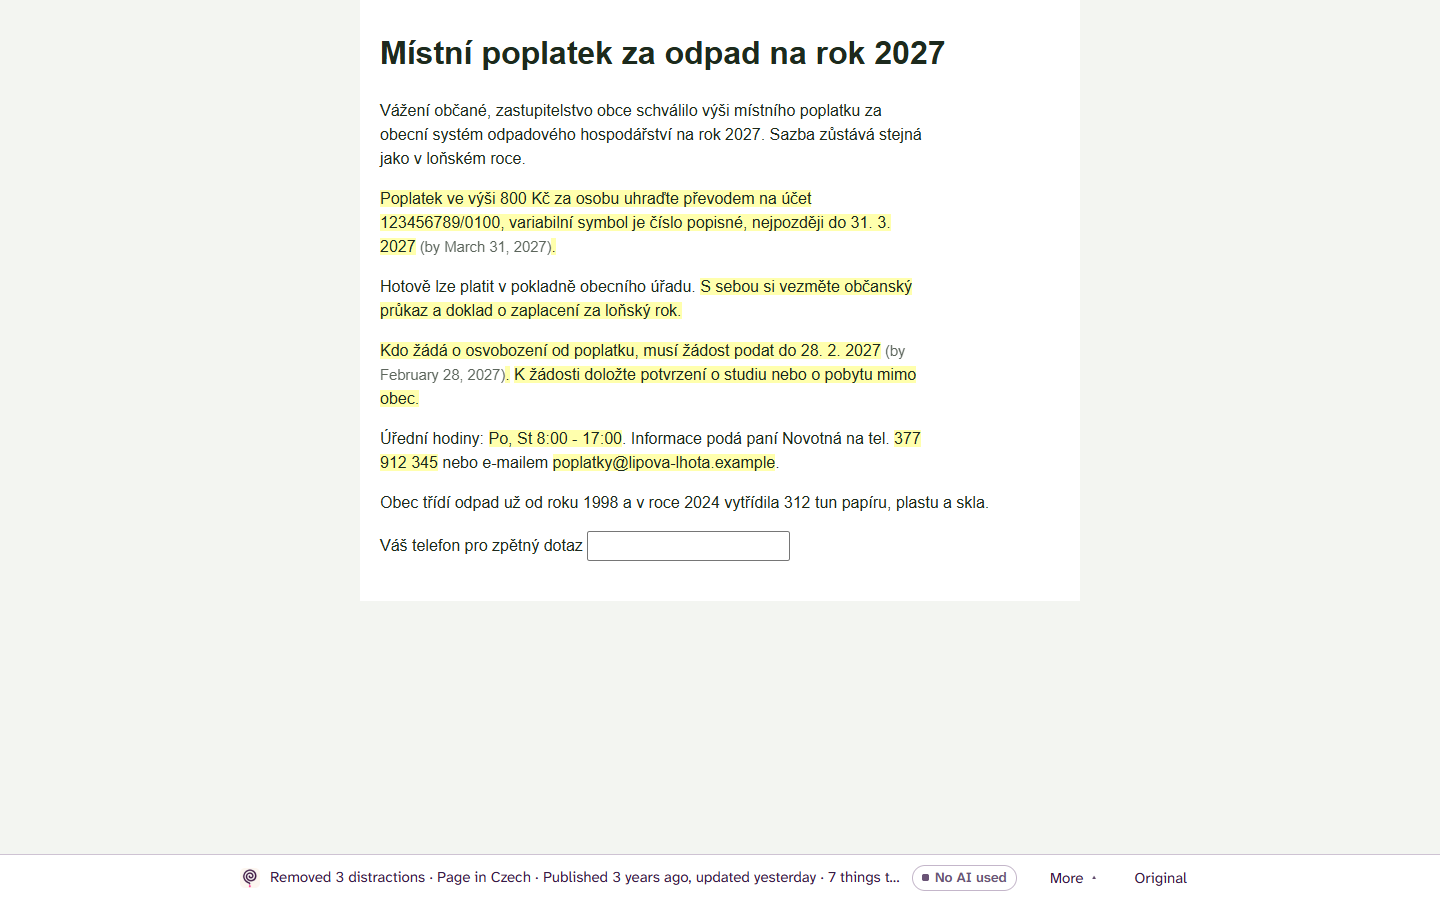 Místní poplatek za odpad na rok 2027
Vážení občané, zastupitelstvo obce schválilo výši místního poplatku za
obecní systém odpadového hospodářství na rok 2027. Sazba zůstává stejná
jako v loňském roce.
Poplatek ve výši 800 Kč za osobu uhraďte převodem na účet
123456789/0100, variabilní symbol je číslo popisné, nejpozději do 31. 3.
2027 (by March 31, 2027).
Hotově lze platit v pokladně obecního úřadu. S sebou si vezměte občanský
průkaz a doklad o zaplacení za loňský rok.
Kdo žádá o osvobození od poplatku, musí žádost podat do 28. 2. 2027 (by
February 28, 2027). K žádosti doložte potvrzení o studiu nebo o pobytu mimo
obec.
Úřední hodiny: Po, St 8:00 - 17:00. Informace podá paní Novotná na tel. 377
912 345 nebo e-mailem poplatky@lipova-lhota.example.
Obec třídí odpad už od roku 1998 a v roce 2024 vytřídila 312 tun papíru, plastu a skla.
Váš telefon pro zpětný dotaz
Removed 3 distractions · Page in Czech · Published 3 years ago, updated yesterday · 7 things t... No AI used More Original